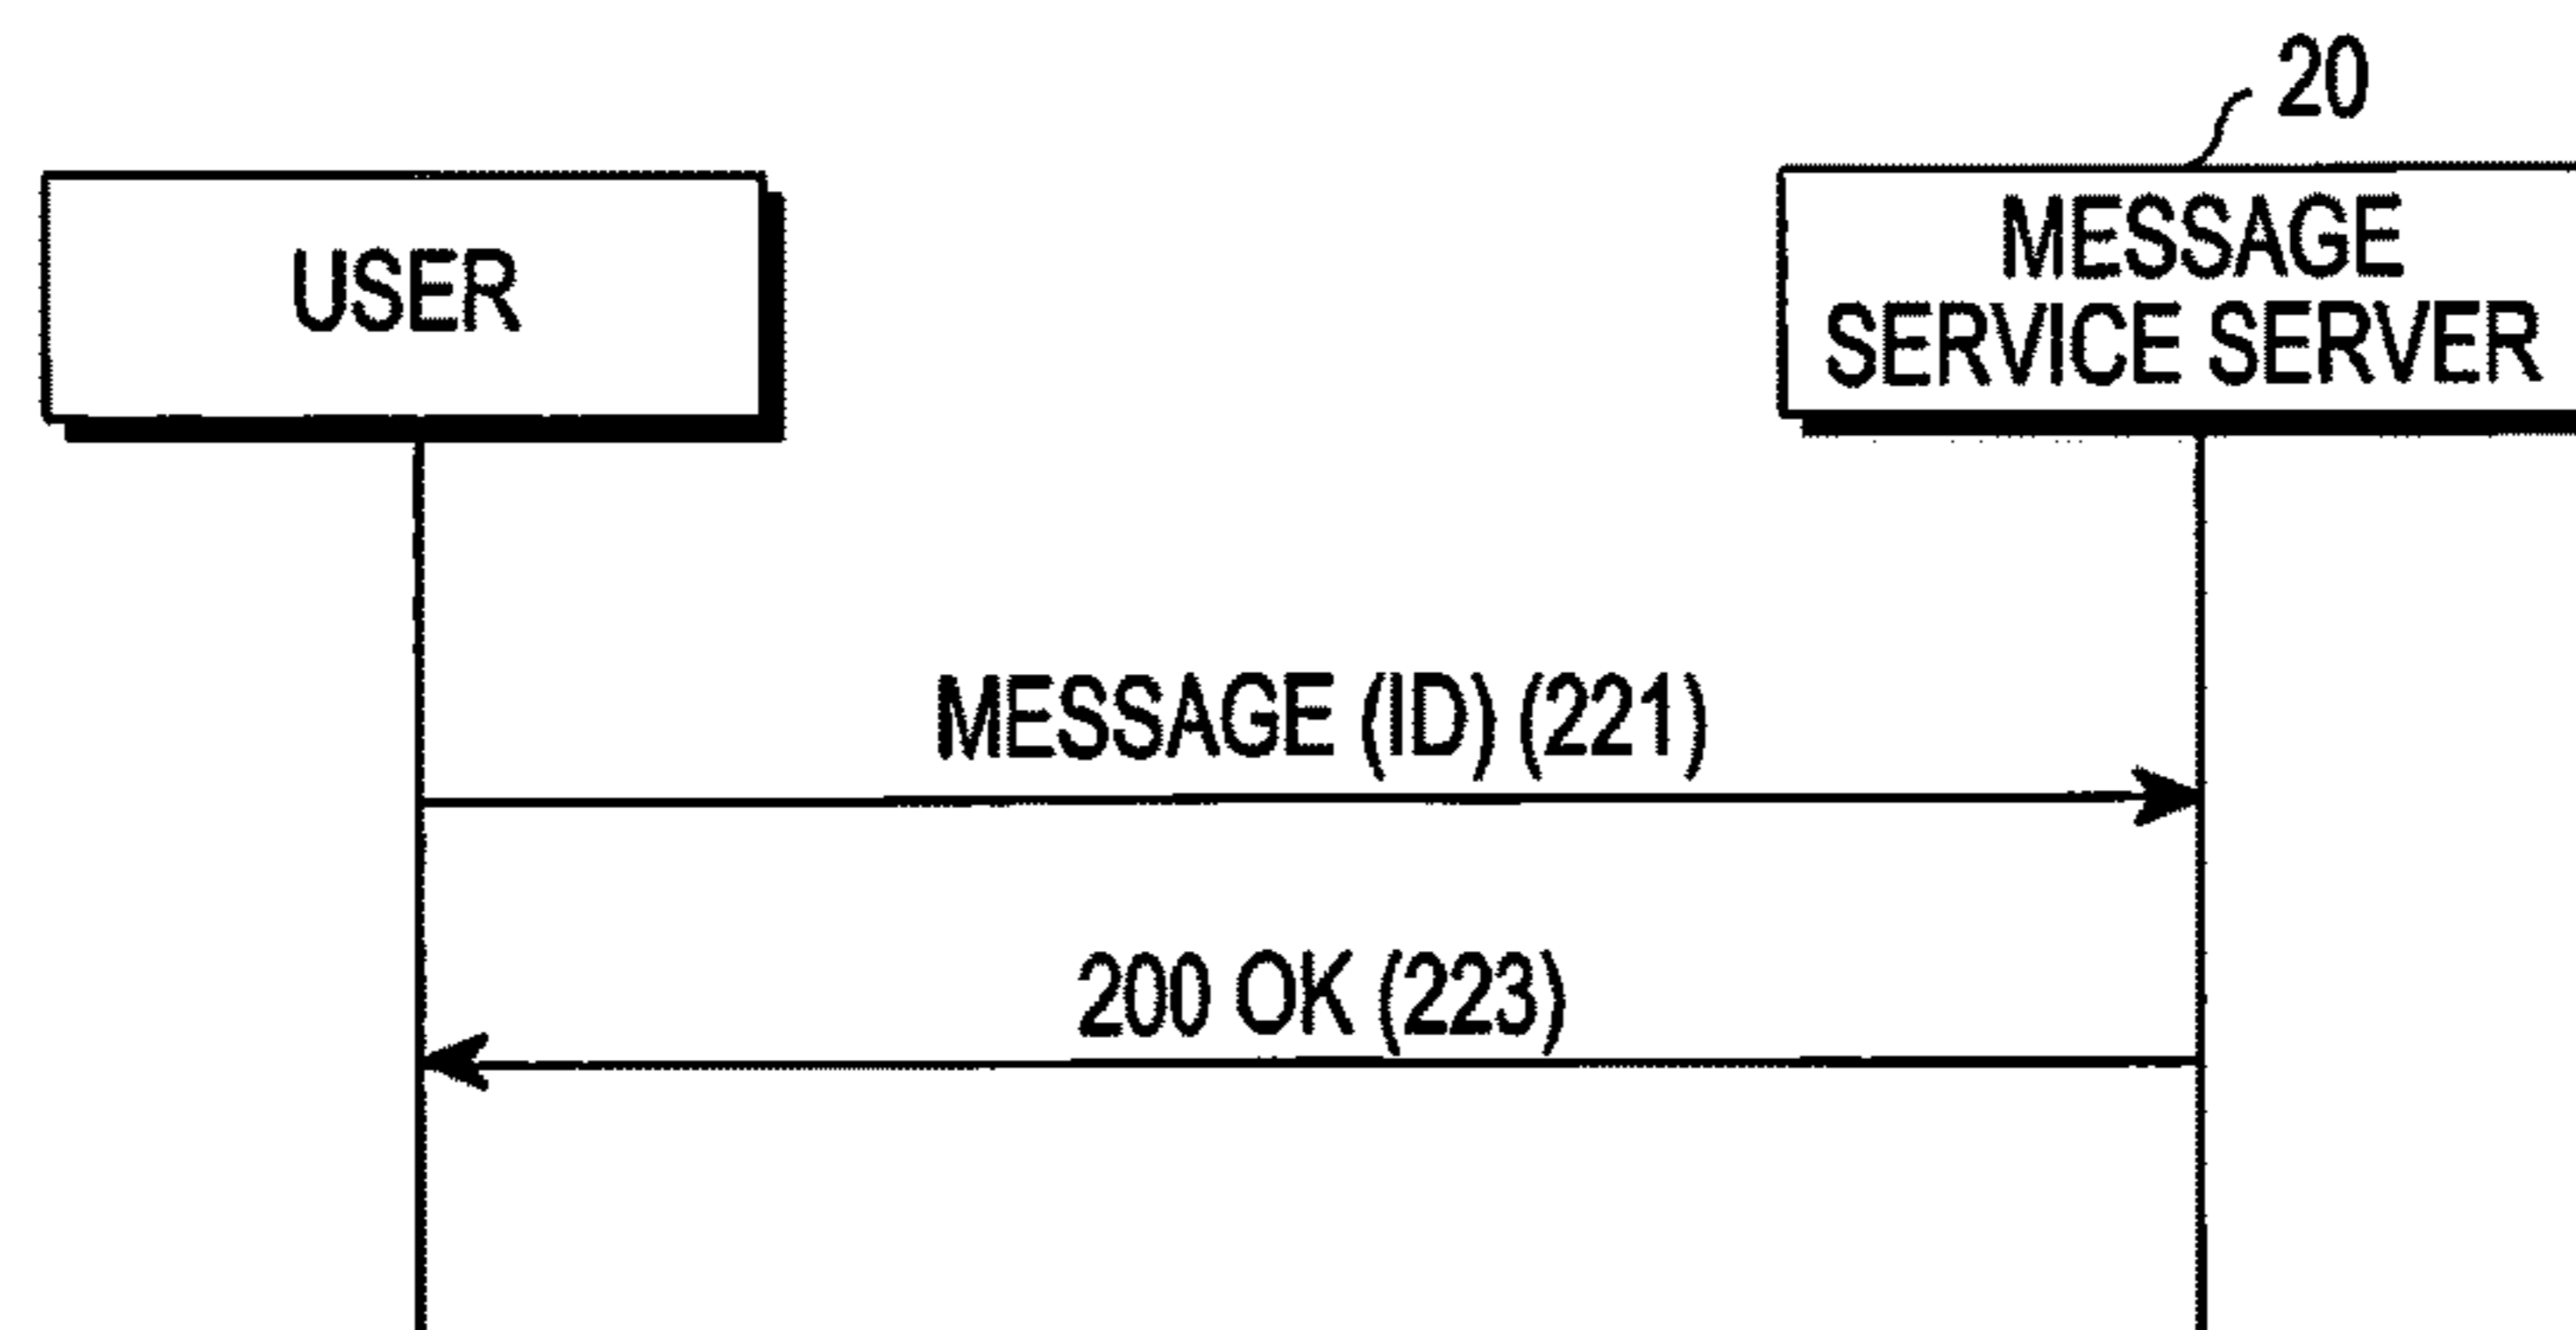 20
USER
MESSAGE
SERVICE SERVER
MESSAGE (ID) (221)
200 OK (223)